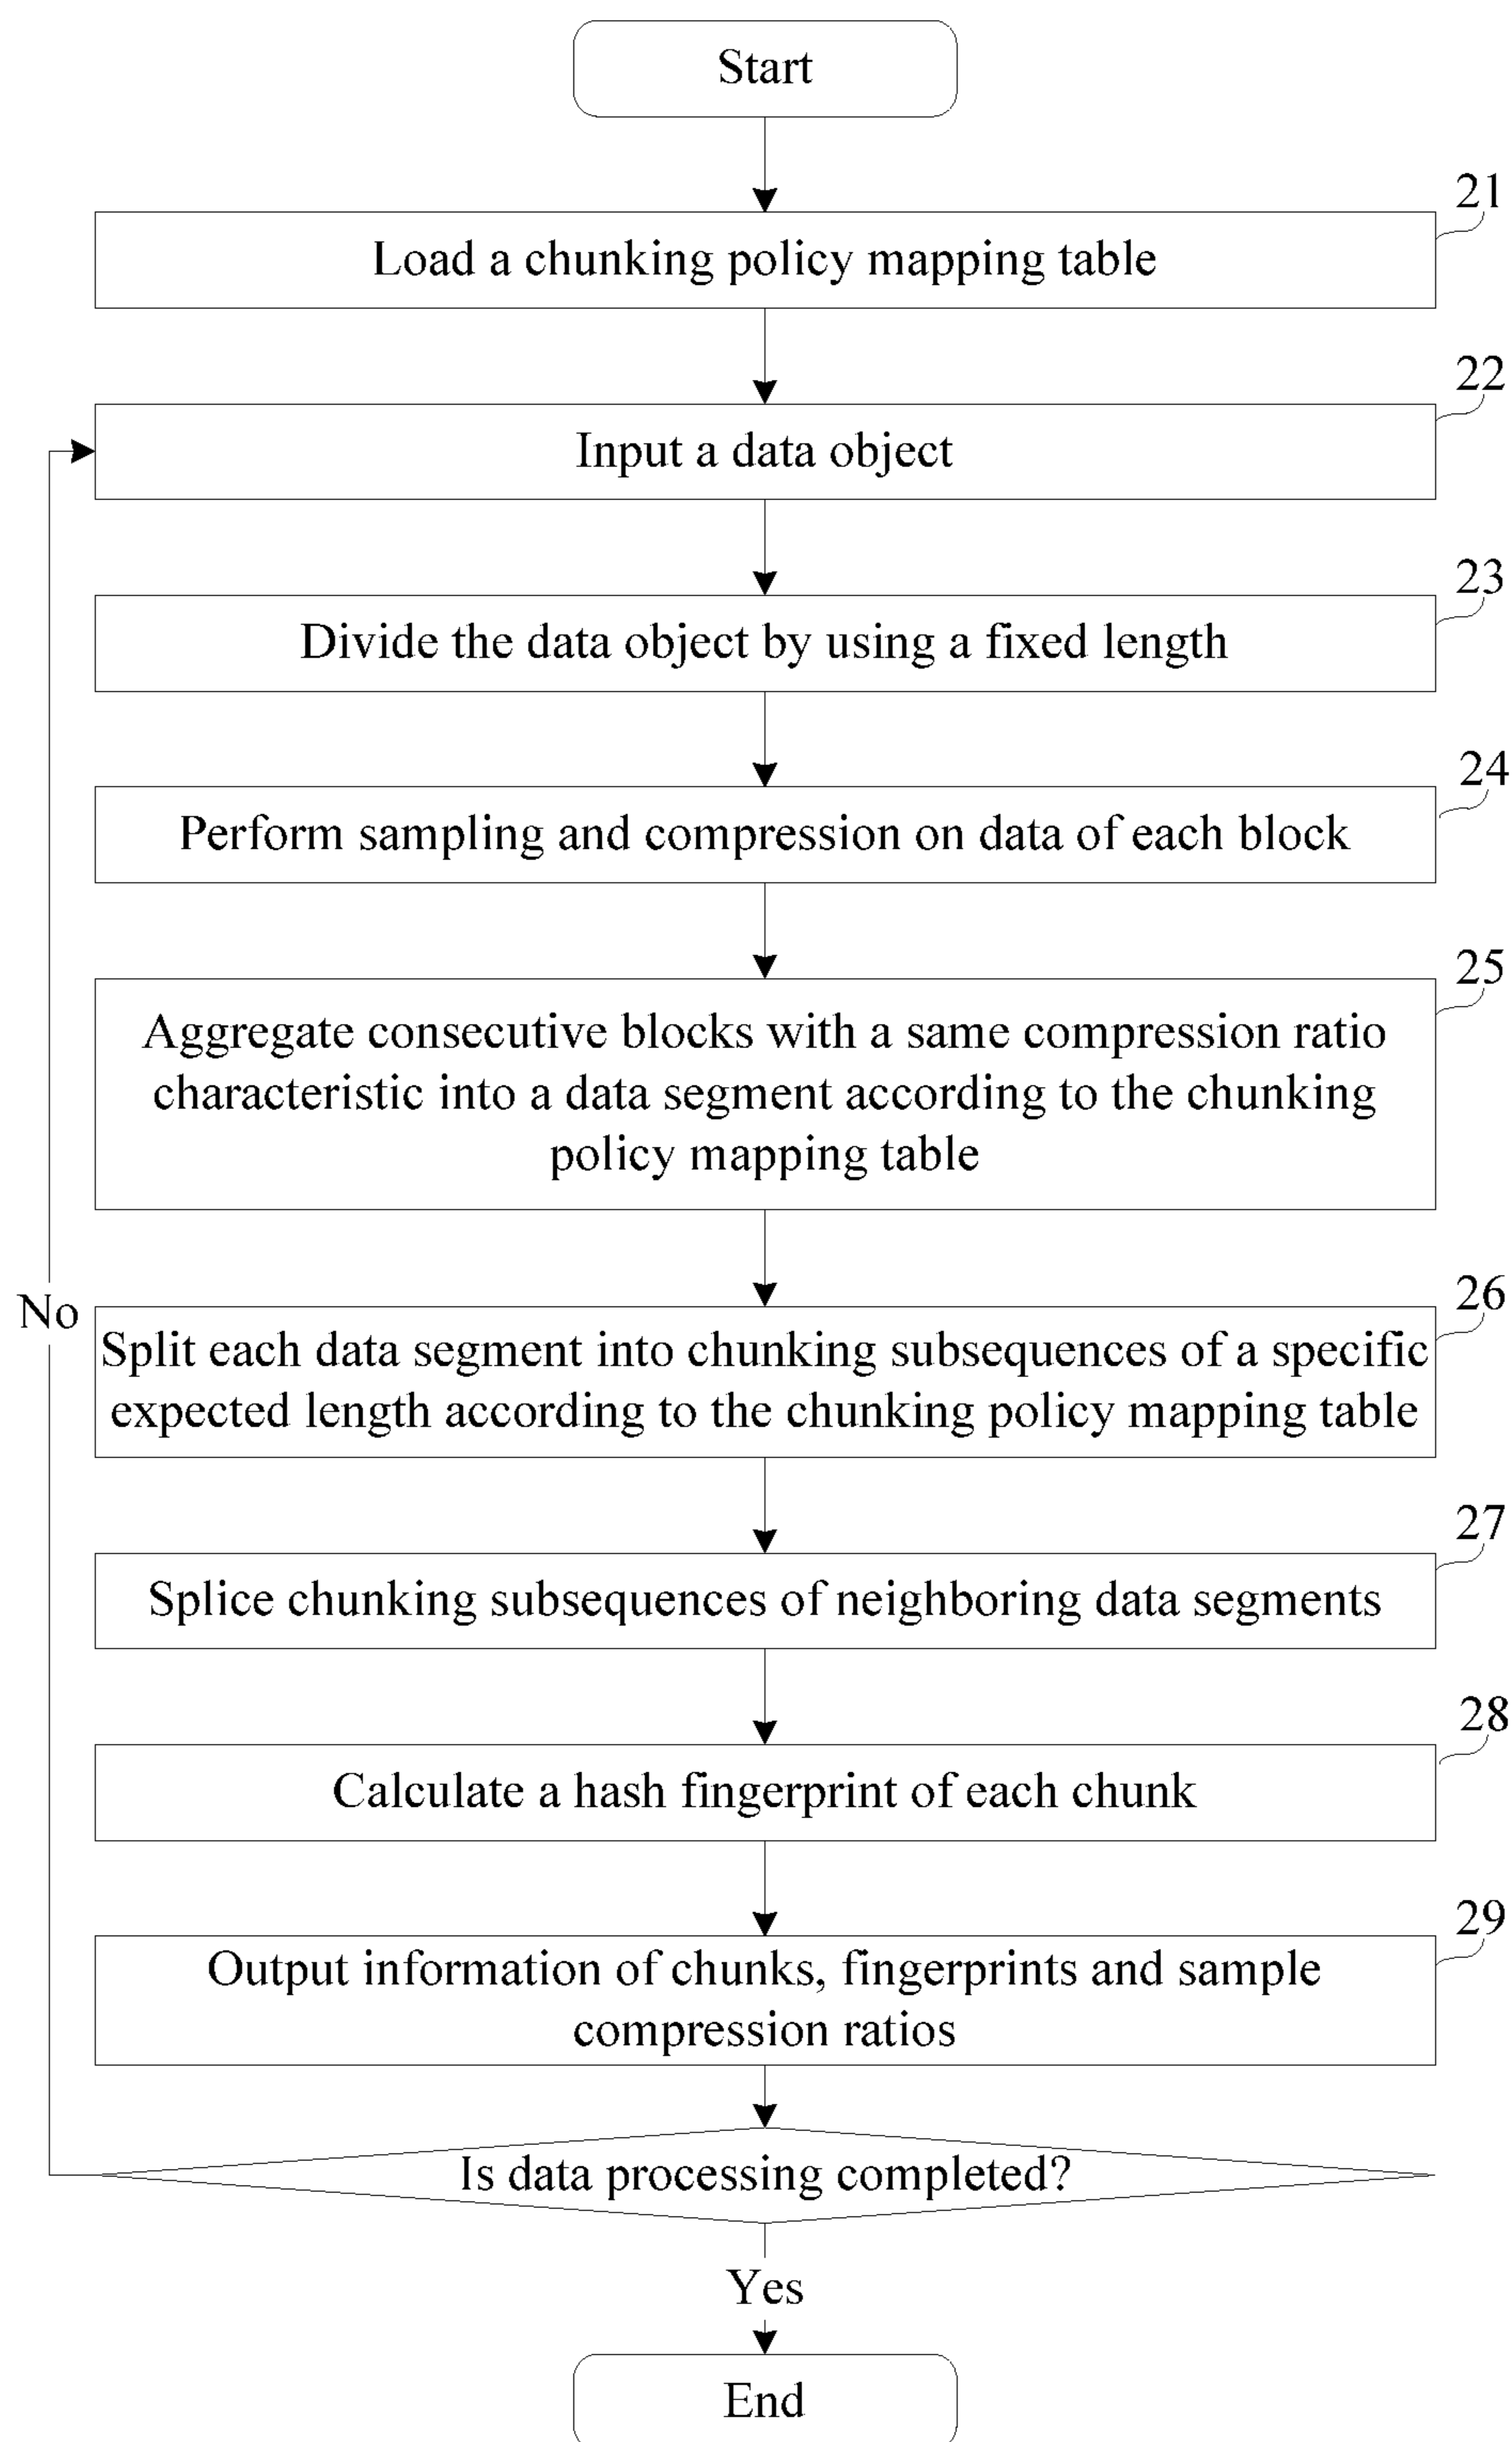 Start
21
Load a chunking policy mapping table
22
Input a data object
23
Divide the data object by using a fixed length
24
Perform sampling and compression on data of each block
25
Aggregate consecutive blocks with a same compression ratio
characteristic into a data segment according to the chunking
policy mapping table
26
No
Split each data segment into chunking subsequences of a specific
expected length according to the chunking policy mapping table
27
Splice chunking subsequences of neighboring data segments
28
Calculate a hash fingerprint of each chunk
29
Output information of chunks, fingerprints and sample
compression ratios
Is data processing completed?
Yes
End